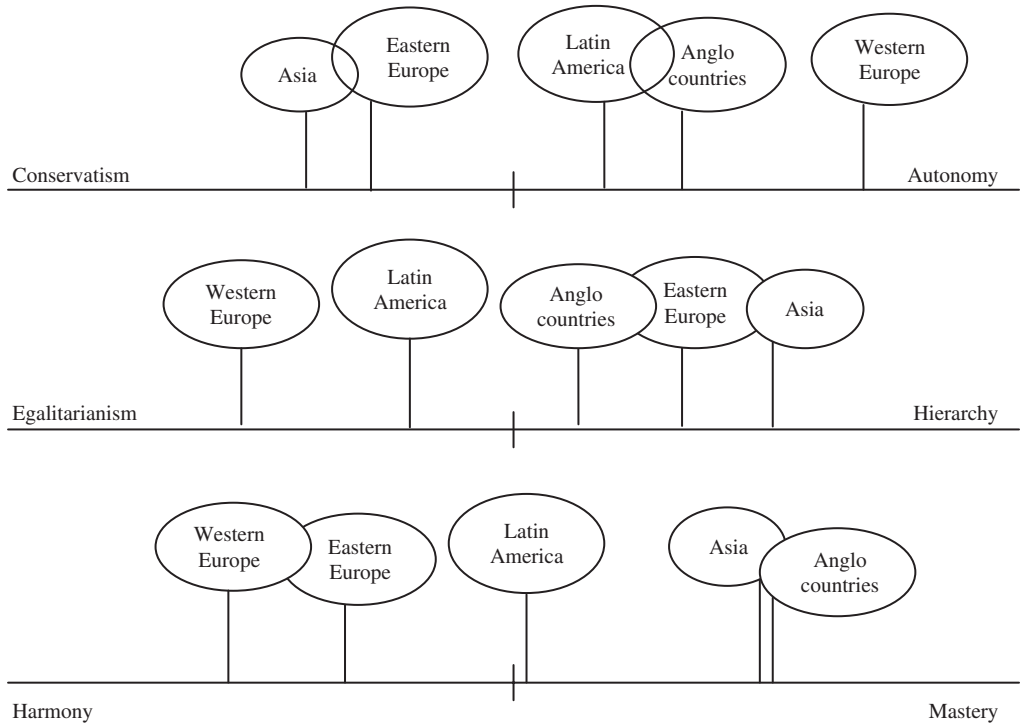 Asia
Eastern
Europe
Latin
America
Anglo
countries
Western
Europe
Conservatism
Autonomy
Western
Europe
Latin
America
Anglo
countries
Eastern
Europe
Asia
Egalitarianism
Hierarchy
Western
Europe
Eastern
Europe
Latin
America
Asia
Anglo
countries
Harmony
Mastery